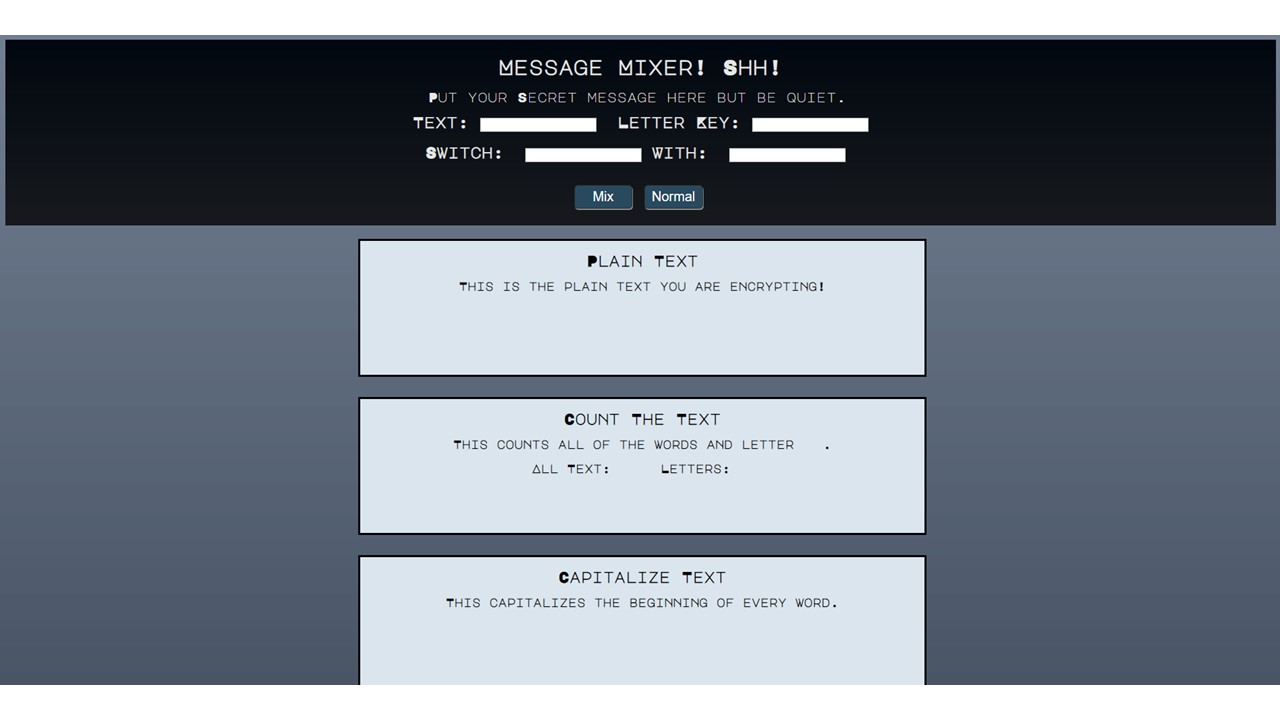 Message Mixer! Shh!
Put your Secret message here but be quiet.
Text: Letter Key:
Switch: with:
Mix Normal
Plain Text
This is the plain text you are encrypting!
Count The Text
This counts all of the words and letter .
All Text: Letters:
Capitalize Text
This capitalizes the beginning of every word.